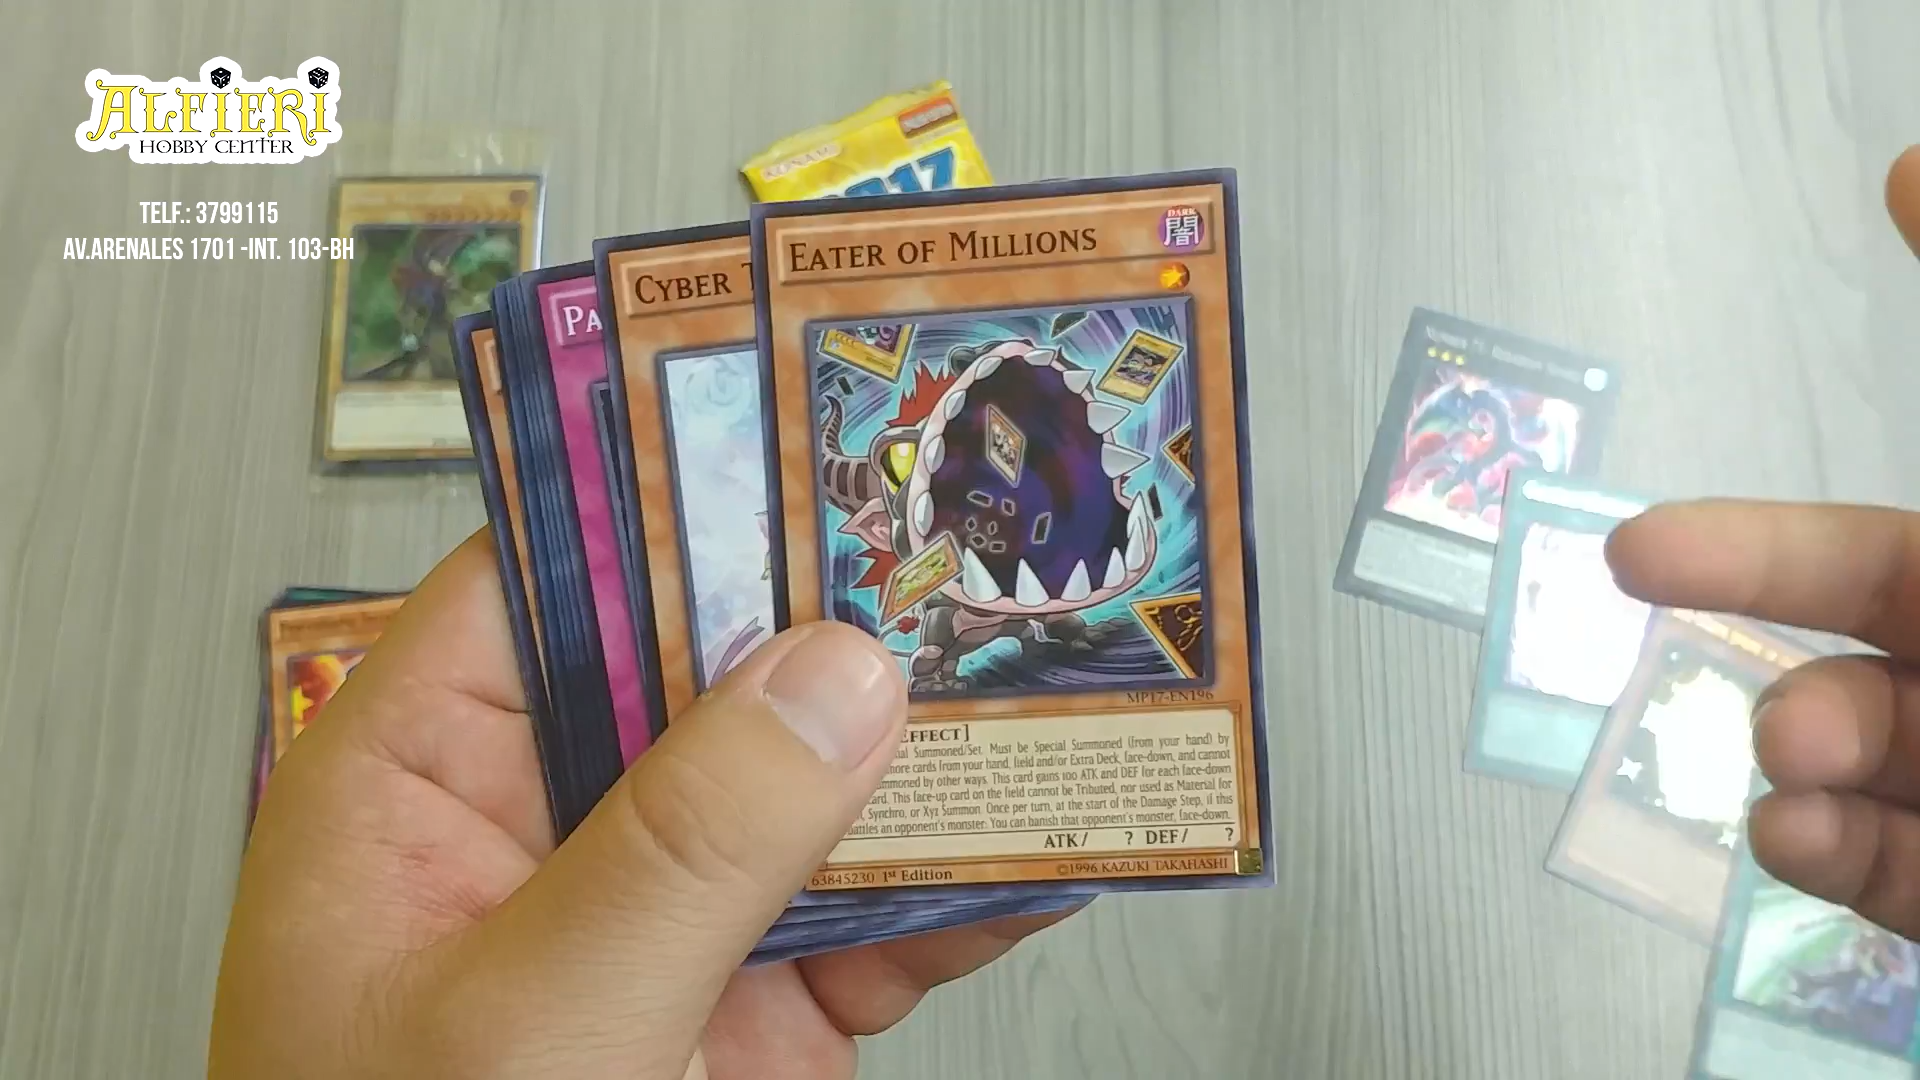 ALFIERI
HOBBY CENTER
TELF.: 3799115
AV.ARENALES 1701 -INT. 103-BH
KONAMI
CYBER
PA
EATER OF MILLIONS
DARK
闇
MP17-EN196
EFFECT]
al Summoned/Set. Must be Special Summoned (from your hand) by
more cards from your hand, field and/or Extra Deck, face-down, and cannot
mmoned by other ways. This card gains 100 ATK and DEF for each face-down
card. This face-up card on the field cannot be Tributed, nor used as Material for
, Synchro, or Xyz Summon. Once per turn, at the start of the Damage Step, if this
battles an opponent's monster: You can banish that opponent's monster, face-down.
ATK/ ? DEF/ ?
63845230 1st Edition ©1996 KAZUKI TAKAHASHI